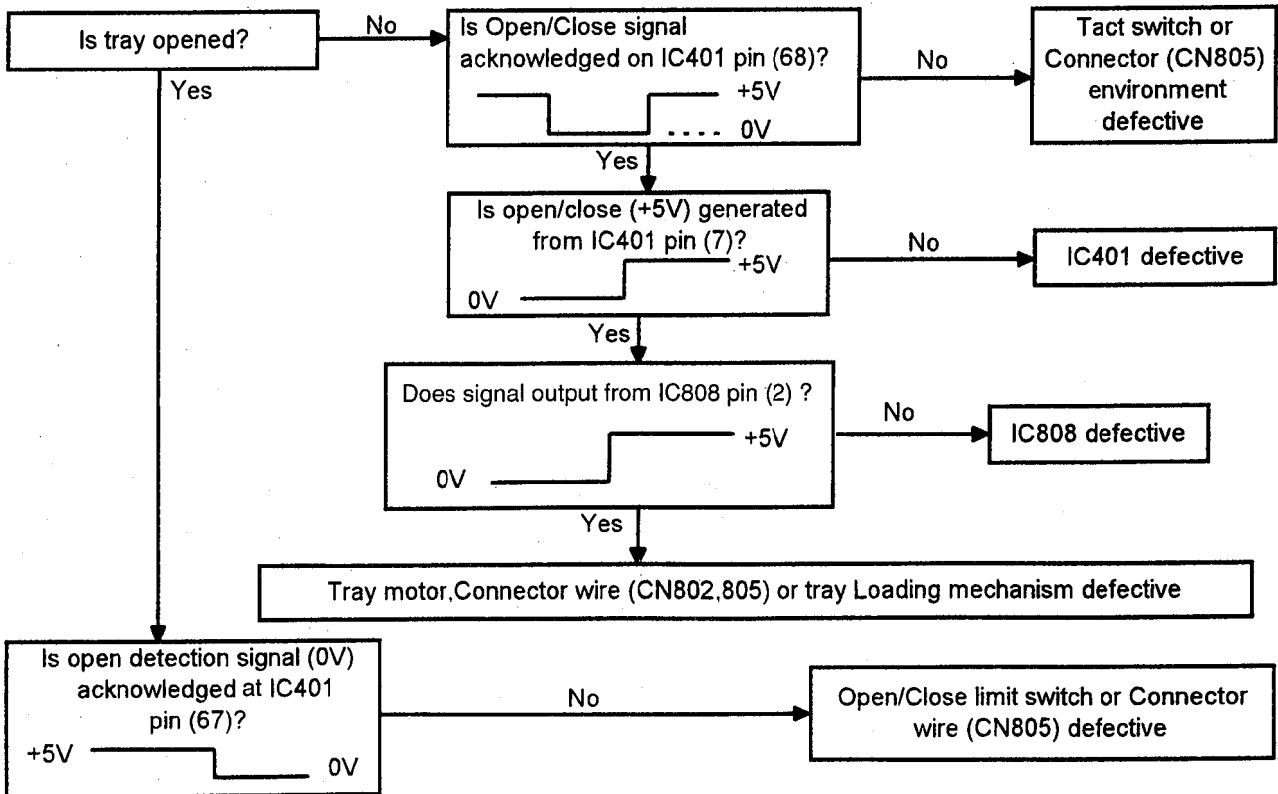 Is tray opened?
No
Yes
Is Open/Close signal
acknowledged on IC401 pin (68)?
+5V
0V
No
Tact switch or
Connector (CN805)
environment
defective
Yes
Is open/close (+5V) generated
from IC401 pin (7)?
+5V
0V
No
IC401 defective
Yes
Does signal output from IC808 pin (2) ?
+5V
0V
No
IC808 defective
Yes
Tray motor,Connector wire (CN802,805) or tray Loading mechanism defective
Is open detection signal (0V)
acknowledged at IC401
pin (67)?
+5V
0V
No
Open/Close limit switch or Connector
wire (CN805) defective